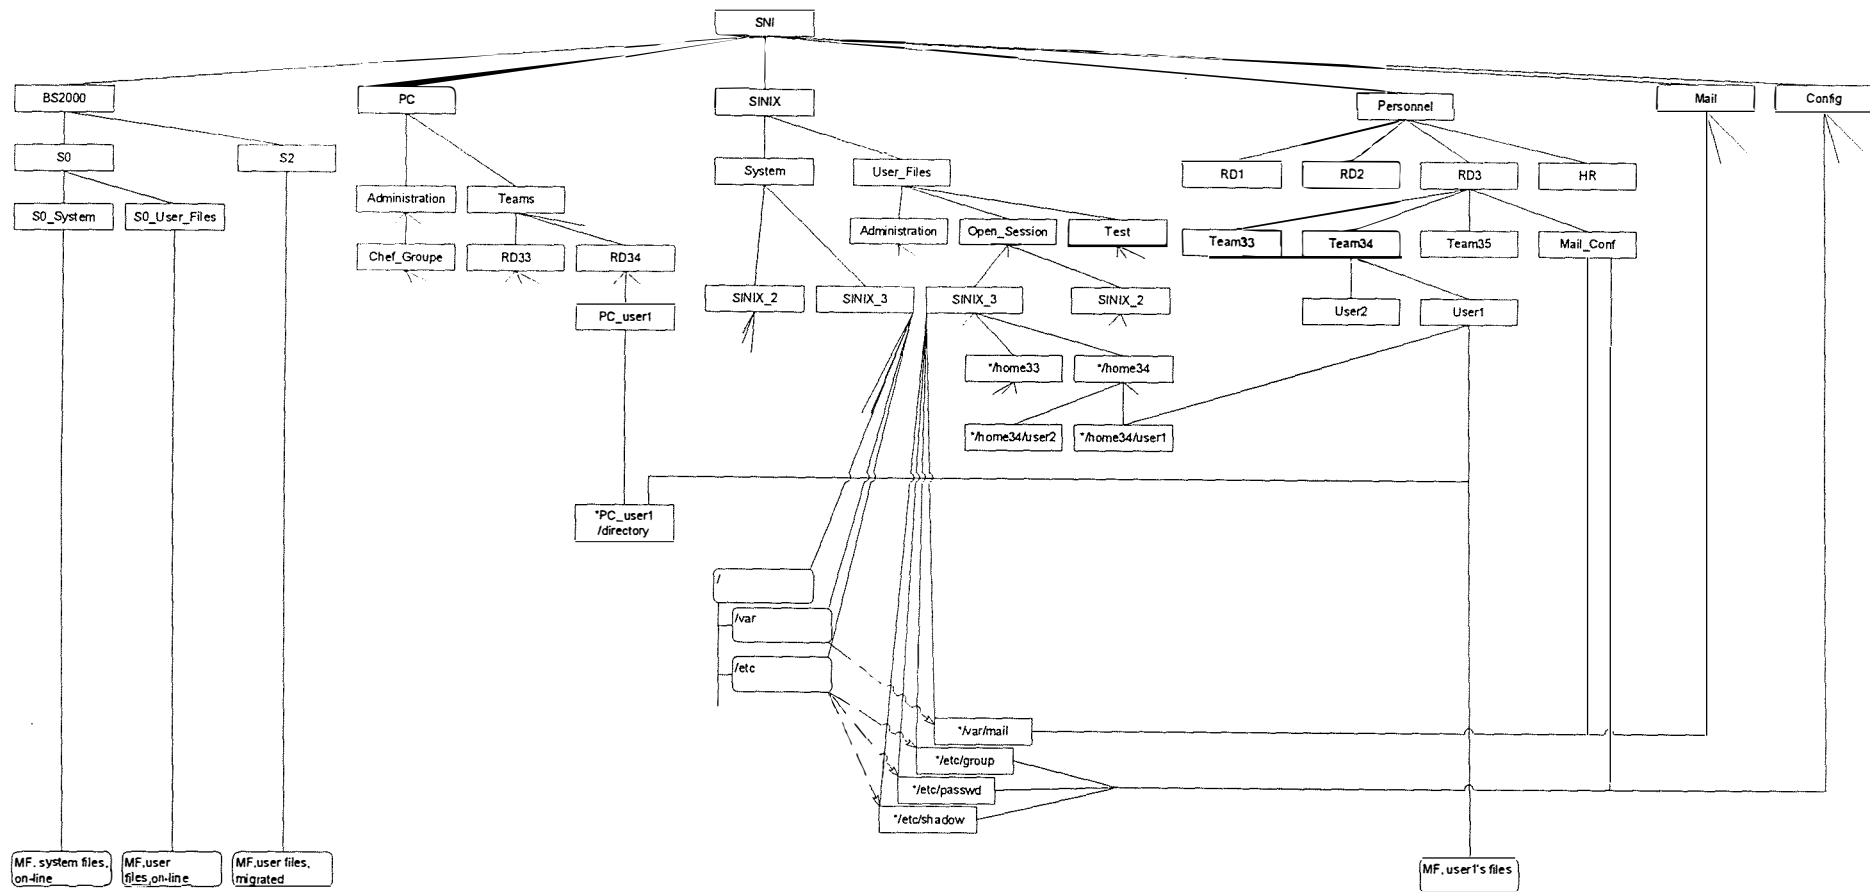 SNI
BS2000
PC
SINIX
Personnel
Mail
Config
S0
S2
System
User_Files
RD1
RD2
RD3
HR
Administration
Teams
S0_System
S0_User_Files
Administration
Open_Session
Test
Team33
Team34
Team35
Mail_Conf
Chef_Groupe
RD33
RD34
SINIX_2
SINIX_3
SINIX_3
SINIX_2
User2
User1
PC_user1
*/home33
*/home34
*/home34/user2
*/home34/user1
*PC_user1
/directory
/
/var
/etc
*/var/mail
*/etc/group
*/etc/passwd
*/etc/shadow
MF. system files,
on-line
MF,user
files,on-line
MF,user files,
migrated
MF, user1's files